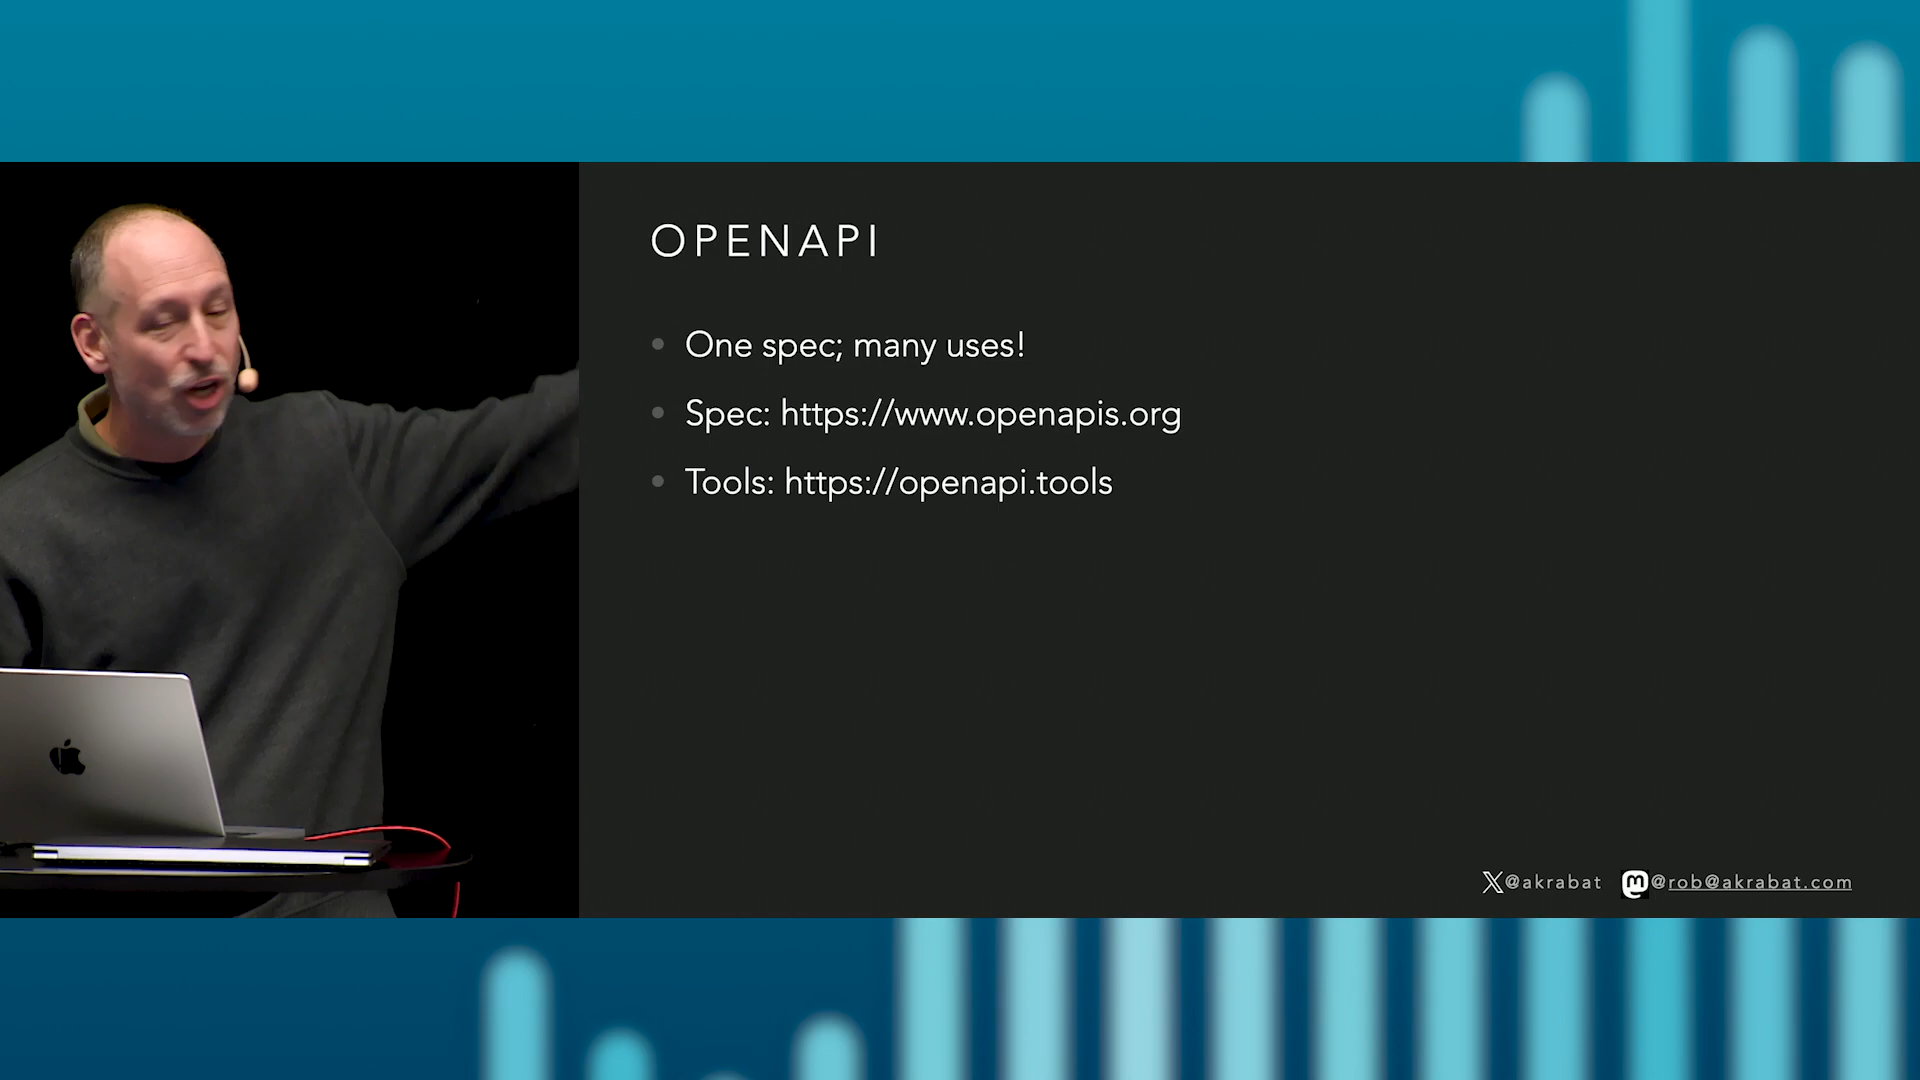 OPENAPI
One spec; many uses!
Spec: https://www.openapis.org
Tools: https://openapi.tools
@akrabat @rob@akrabat.com